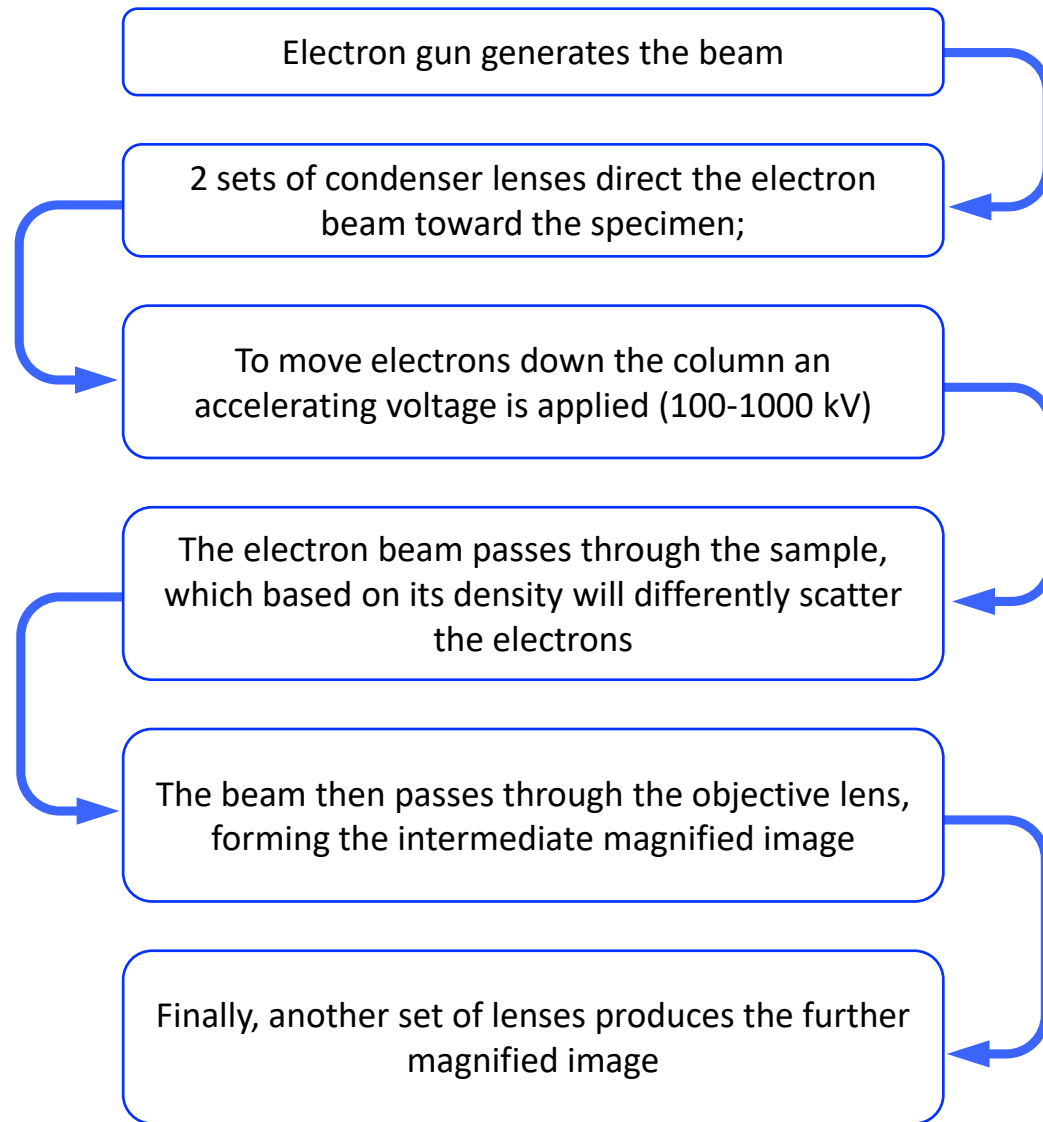 Electron gun generates the beam
2 sets of condenser lenses direct the electron
beam toward the specimen;
To move electrons down the column an
accelerating voltage is applied (100-1000 kV)
The electron beam passes through the sample,
which based on its density will differently scatter
the electrons
The beam then passes through the objective lens,
forming the intermediate magnified image
Finally, another set of lenses produces the further
magnified image